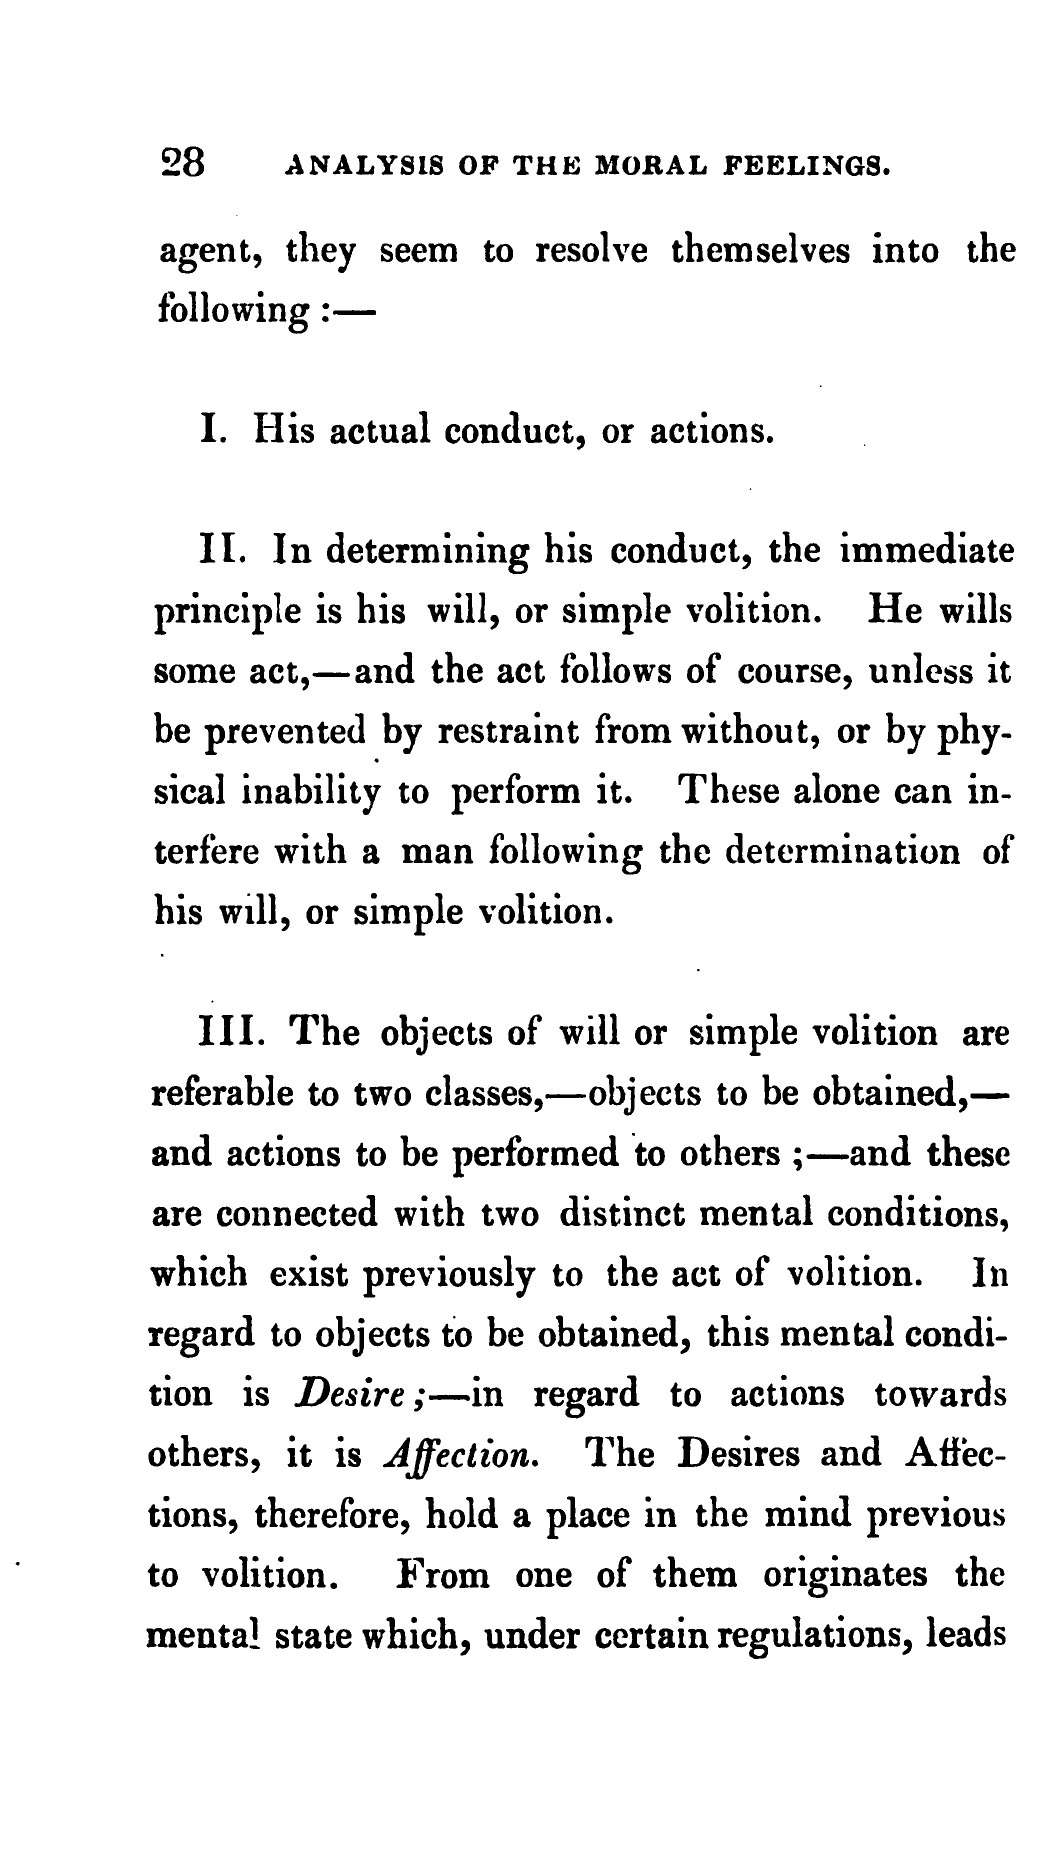 28 ANALYSIS OF THE MORAL FEELINGS.
agent, they seem to resolve themselves into the
following :—
I. His actual conduct, or actions.
II. In determining his conduct, the immediate
principle is his will, or simple volition. He wills
some act,—and the act follows of course, unless it
be prevented by restraint from without, or by phy-
sical inability to perform it. These alone can in-
terfere with a man following the determination of
his will, or simple volition.
III. The objects of will or simple volition are
referable to two classes,—objects to be obtained,—
and actions to be performed to others ;—and these
are connected with two distinct mental conditions,
which exist previously to the act of volition. In
regard to objects to be obtained, this mental condi-
tion is Desire ;—in regard to actions towards
others, it is Affection. The Desires and Affec-
tions, therefore, hold a place in the mind previous
to volition. From one of them originates the
mental state which, under certain regulations, leads